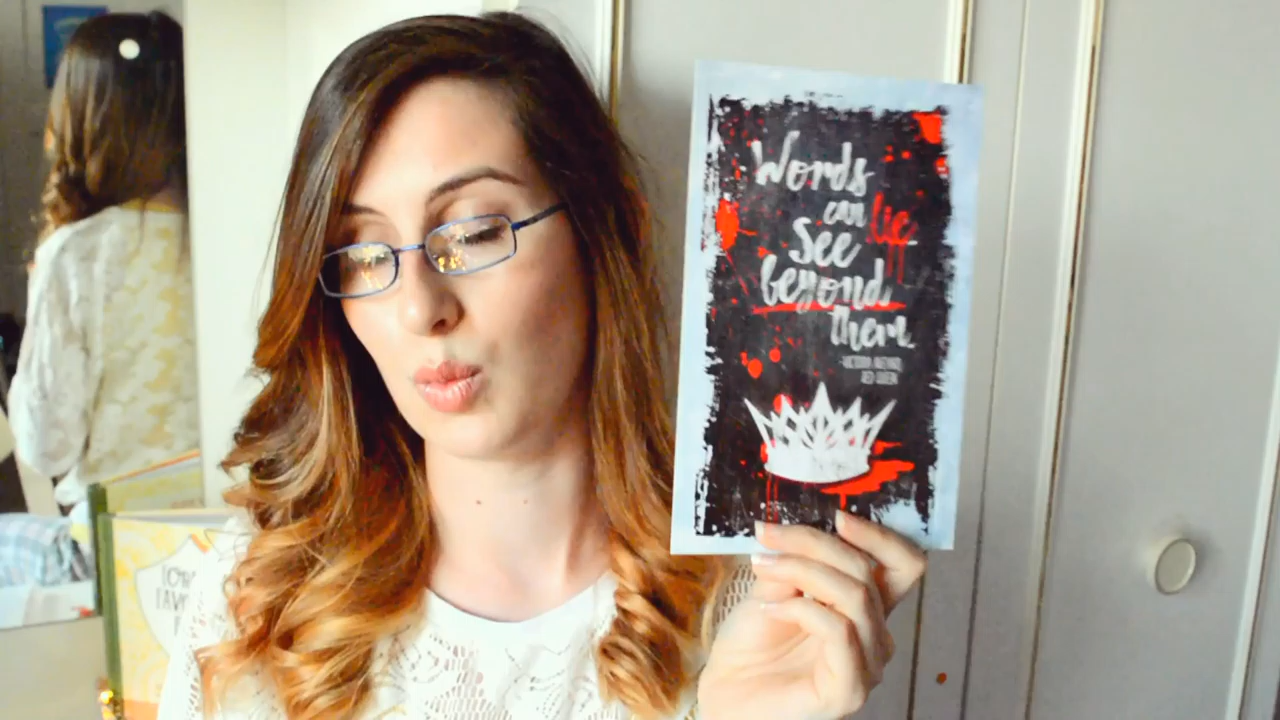 Words
can lie
See
beyond
them.
-VICTORIA AVEYARD,
RED QUEEN